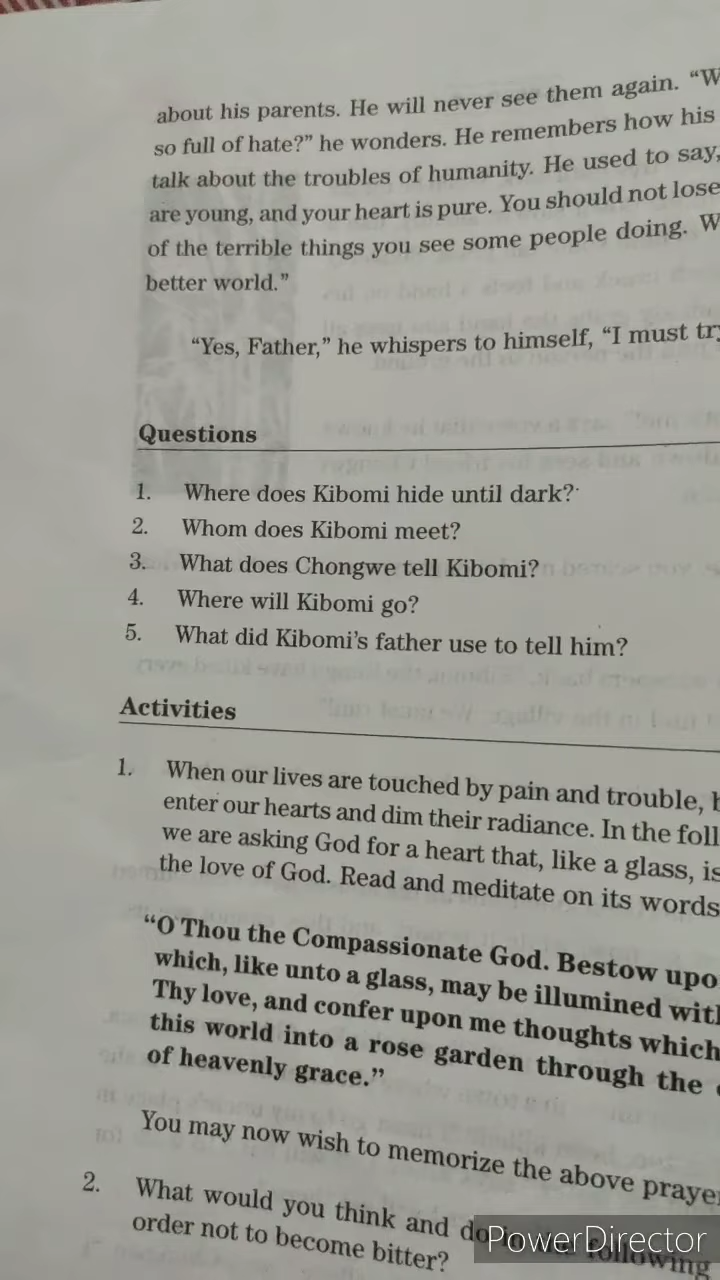 about his parents. He will never see them again. “W
so full of hate?” he wonders. He remembers how his
talk about the troubles of humanity. He used to say,
are young, and your heart is pure. You should not lose
of the terrible things you see some people doing. W
better world.”
“Yes, Father,” he whispers to himself, “I must try
Questions
1. Where does Kibomi hide until dark?
2. Whom does Kibomi meet?
3. What does Chongwe tell Kibomi?
4. Where will Kibomi go?
5. What did Kibomi’s father use to tell him?
Activities
1. When our lives are touched by pain and trouble, b
enter our hearts and dim their radiance. In the foll
we are asking God for a heart that, like a glass, is
the love of God. Read and meditate on its words
“O Thou the Compassionate God. Bestow upo
which, like unto a glass, may be illumined with
Thy love, and confer upon me thoughts which
this world into a rose garden through the
of heavenly grace.”
You may now wish to memorize the above prayer
2. What would you think and do in the following
order not to become bitter?
PowerDirector